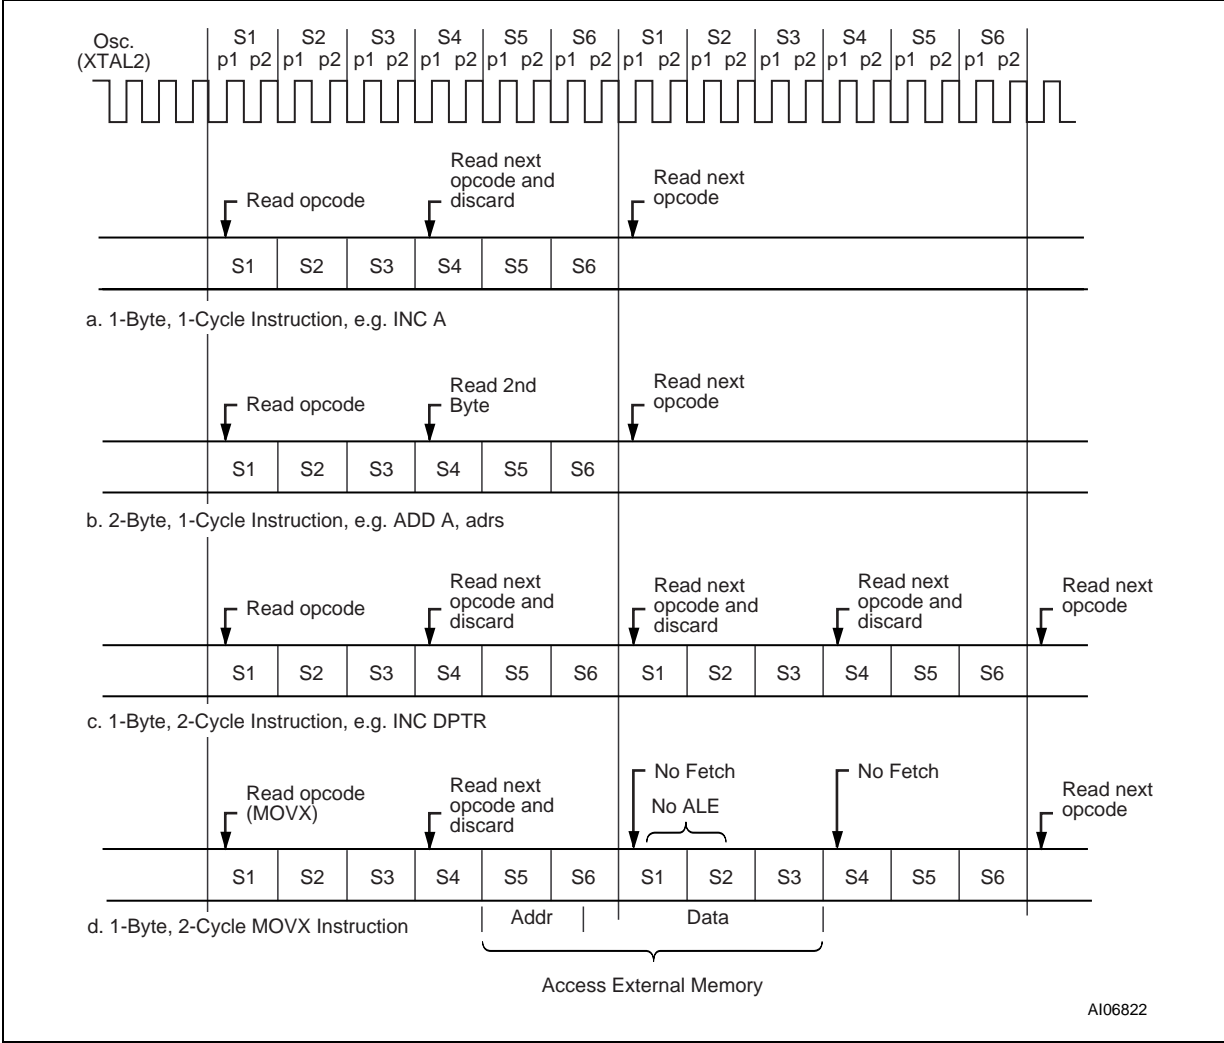 Osc.
(XTAL2)
S1 S2 S3 S4 S5 S6 S1 S2 S3 S4 S5 S6
p1 p2 p1 p2 p1 p2 p1 p2 p1 p2 p1 p2 p1 p2 p1 p2 p1 p2 p1 p2 p1 p2 p1 p2
Read opcode
Read next
opcode and
discard
Read next
opcode
S1 S2 S3 S4 S5 S6
a. 1-Byte, 1-Cycle Instruction, e.g. INC A
Read opcode
Read 2nd
Byte
Read next
opcode
S1 S2 S3 S4 S5 S6
b. 2-Byte, 1-Cycle Instruction, e.g. ADD A, adrs
Read opcode
Read next
opcode and
discard
Read next
opcode and
discard
Read next
opcode and
discard
Read next
opcode
S1 S2 S3 S4 S5 S6 S1 S2 S3 S4 S5 S6
c. 1-Byte, 2-Cycle Instruction, e.g. INC DPTR
Read opcode
(MOVX)
Read next
opcode and
discard
No Fetch
No ALE
No Fetch
Read next
opcode
S1 S2 S3 S4 S5 S6 S1 S2 S3 S4 S5 S6
d. 1-Byte, 2-Cycle MOVX Instruction
Addr
Data
Access External Memory
AI06822